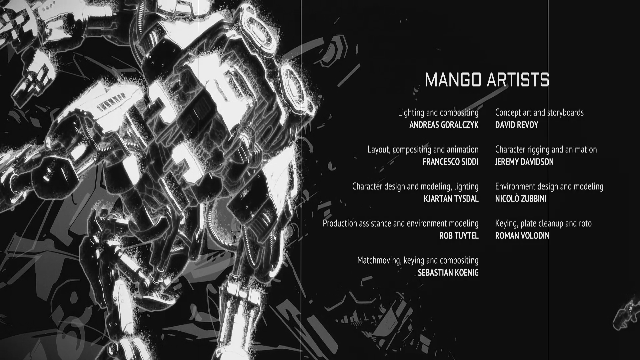 MANGO ARTISTS
Lighting and compositing
ANDREAS GORALCZYK
Layout, compositing and animation
FRANCESCO SIDDI
Character design and modeling, lighting
KJARTAN TYSDAL
Production assistance and environment modeling
ROB TUYTEL
Matchmoving, keying and compositing
SEBASTIAN KOENIG
Concept art and storyboards
DAVID REVOY
Character rigging and animation
JEREMY DAVIDSON
Environment design and modeling
NICOLÒ ZUBBINI
Keying, plate cleanup and roto
ROMAN VOLODIN